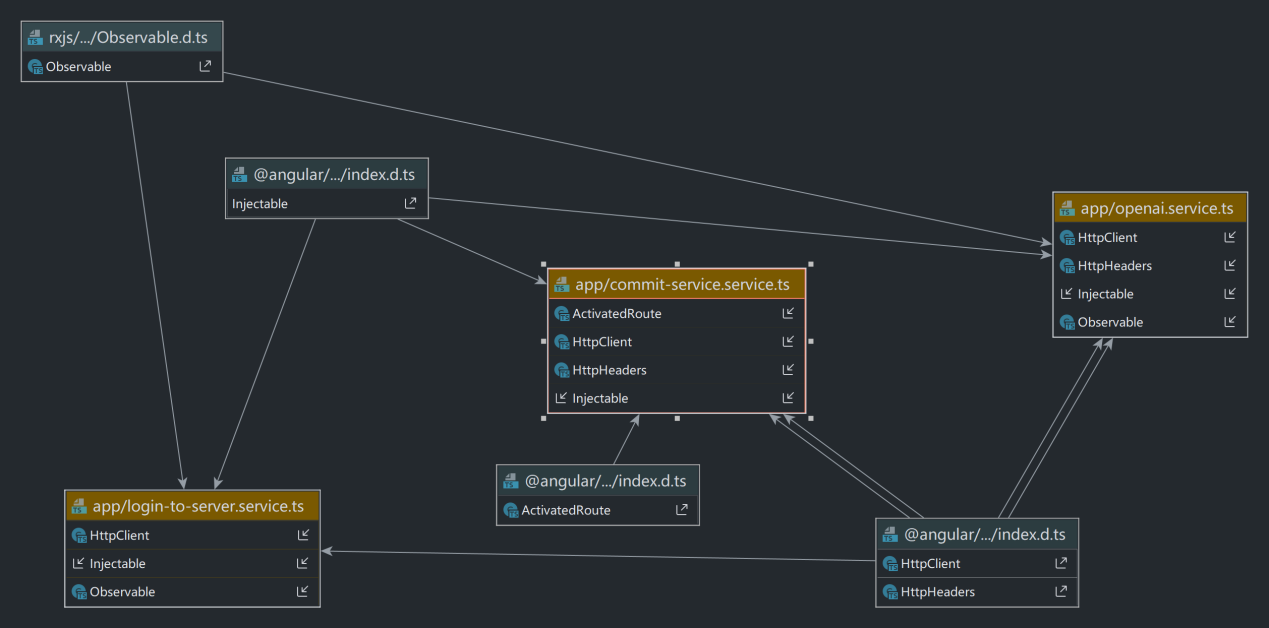 rxjs/.../Observable.d.ts
Observable
@angular/.../index.d.ts
Injectable
app/openai.service.ts
HttpClient
HttpHeaders
Injectable
Observable
app/commit-service.service.ts
ActivatedRoute
HttpClient
HttpHeaders
Injectable
@angular/.../index.d.ts
ActivatedRoute
app/login-to-server.service.ts
HttpClient
Injectable
Observable
@angular/.../index.d.ts
HttpClient
HttpHeaders